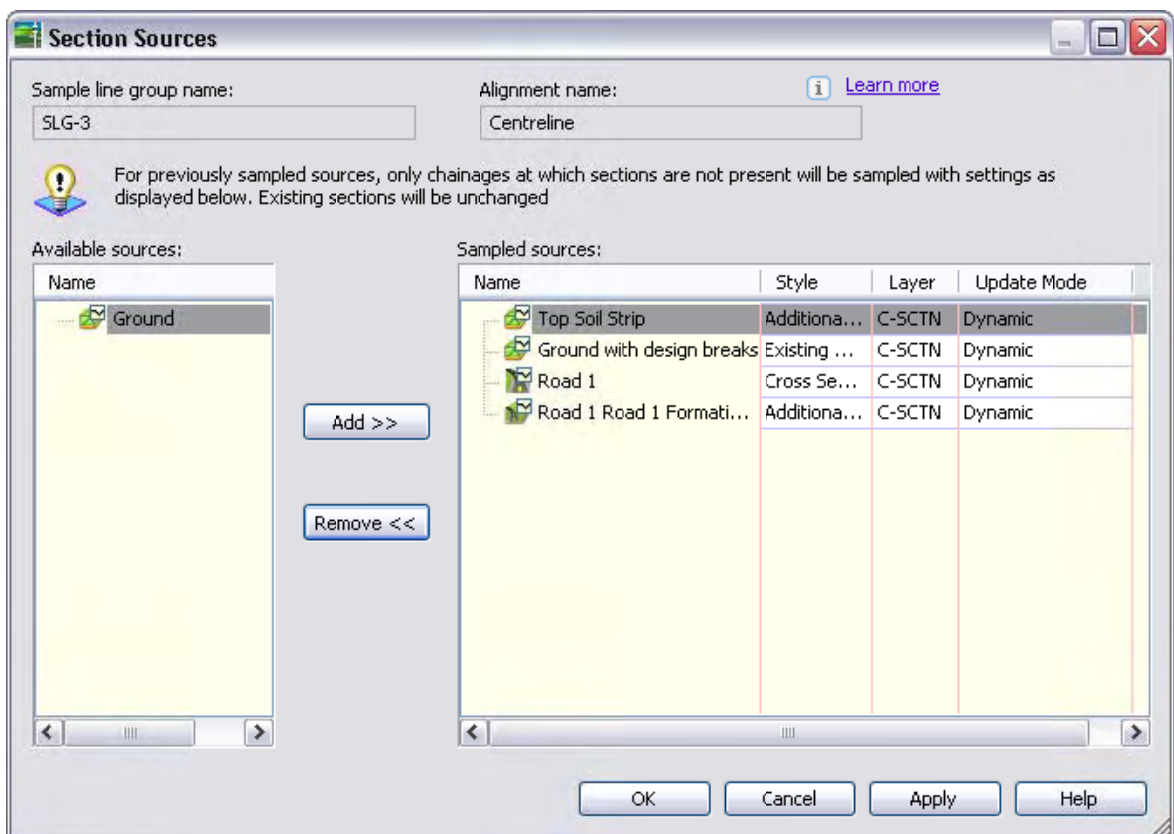 Section Sources
Sample line group name:
Alignment name:
Learn more
SLG-3
Centreline
For previously sampled sources, only chainages at which sections are not present will be sampled with settings as
displayed below. Existing sections will be unchanged
Available sources:
Sampled sources:
Name
Name Style Layer Update Mode
Ground
Top Soil Strip Additiona... C-SCTN Dynamic
Ground with design breaks Existing ... C-SCTN Dynamic
Road 1 Cross Se... C-SCTN Dynamic
Road 1 Road 1 Formati... Additiona... C-SCTN Dynamic
Add >>
Remove <<
OK Cancel Apply Help